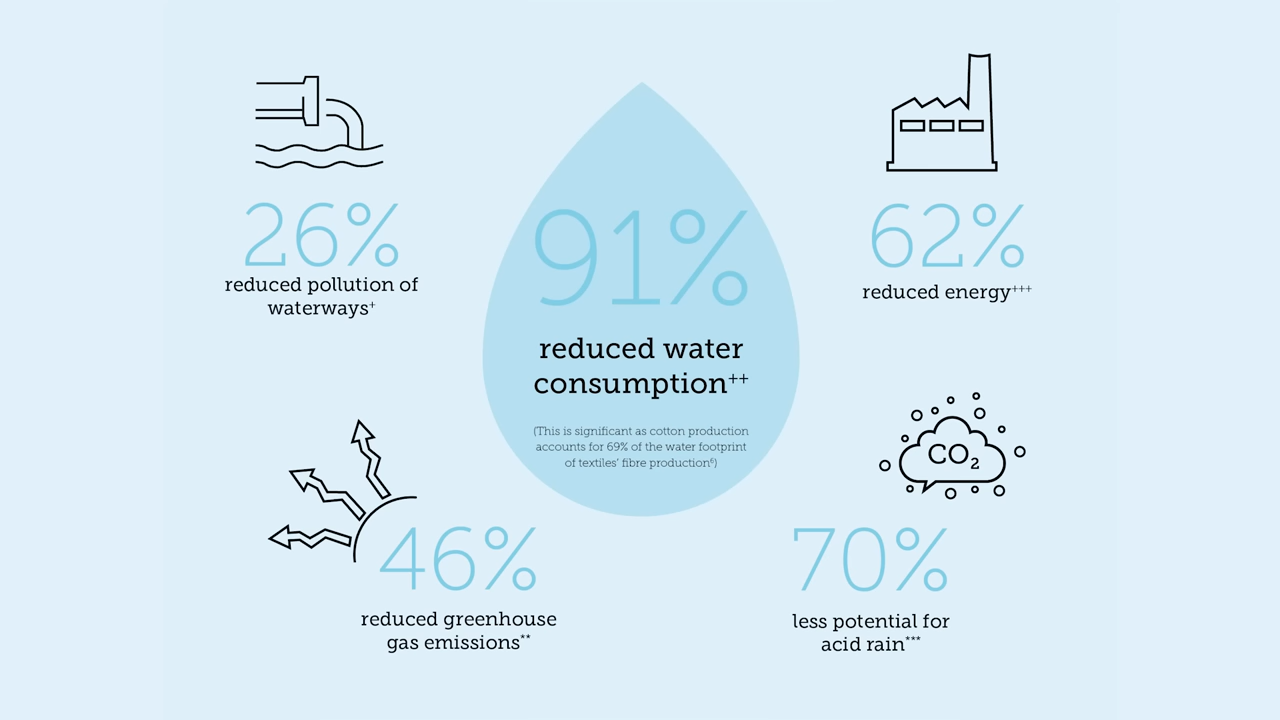 26%
reduced pollution of
waterways+
91%
reduced water
consumption++
(This is significant as cotton production
accounts for 69% of the water footprint
of textiles' fibre production⁶)
62%
reduced energy+++
46%
reduced greenhouse
gas emissions**
CO₂
70%
less potential for
acid rain***